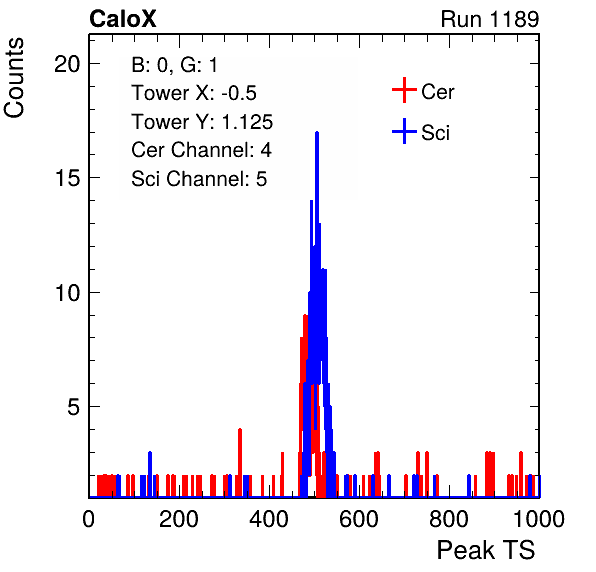 CaloX Run 1189
Counts
20
15
10
5
B: 0, G: 1
Tower X: -0.5
Tower Y: 1.125
Cer Channel: 4
Sci Channel: 5
Cer
Sci
0 200 400 600 800 1000
Peak TS